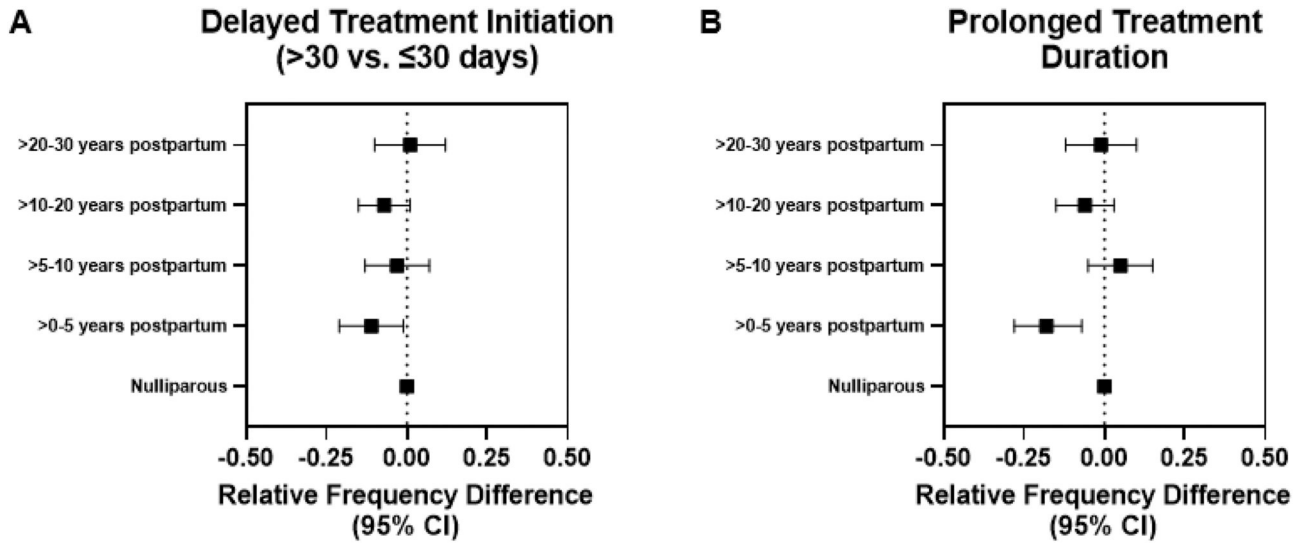 A
Delayed Treatment Initiation
(>30 vs. ≤30 days)
>20-30 years postpartum
>10-20 years postpartum
>5-10 years postpartum
>0-5 years postpartum
Nulliparous
-0.50 -0.25 0.00 0.25 0.50
Relative Frequency Difference
(95% CI)
B
Prolonged Treatment
Duration
>20-30 years postpartum
>10-20 years postpartum
>5-10 years postpartum
>0-5 years postpartum
Nulliparous
-0.50 -0.25 0.00 0.25 0.50
Relative Frequency Difference
(95% CI)